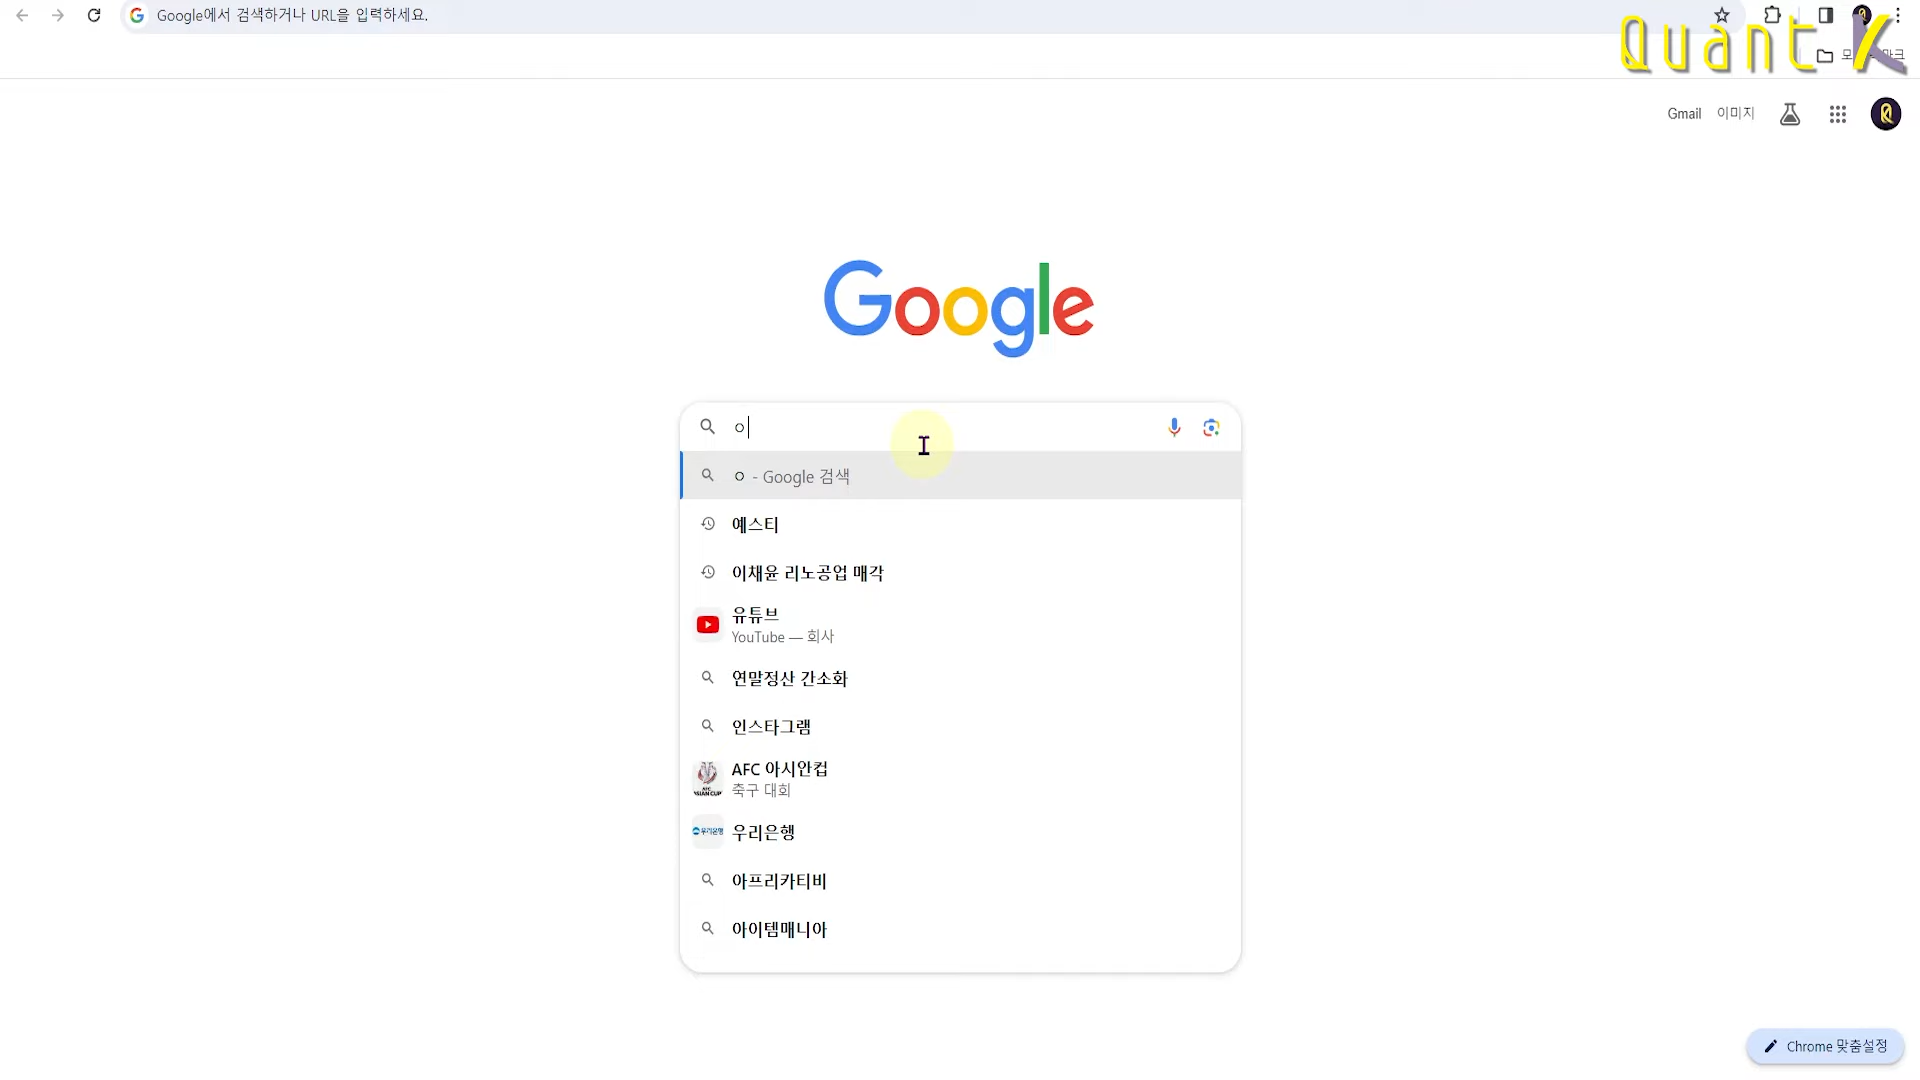 Google에서 검색하거나 URL을 입력하세요.
Quant K
Gmail 이미지
Google
ㅇ
ㅇ - Google 검색
예스티
이채윤 리노공업 매각
유튜브
YouTube — 회사
연말정산 간소화
인스타그램
AFC 아시안컵
축구 대회
우리은행
우리은행
아프리카티비
아이템매니아
Chrome 맞춤설정